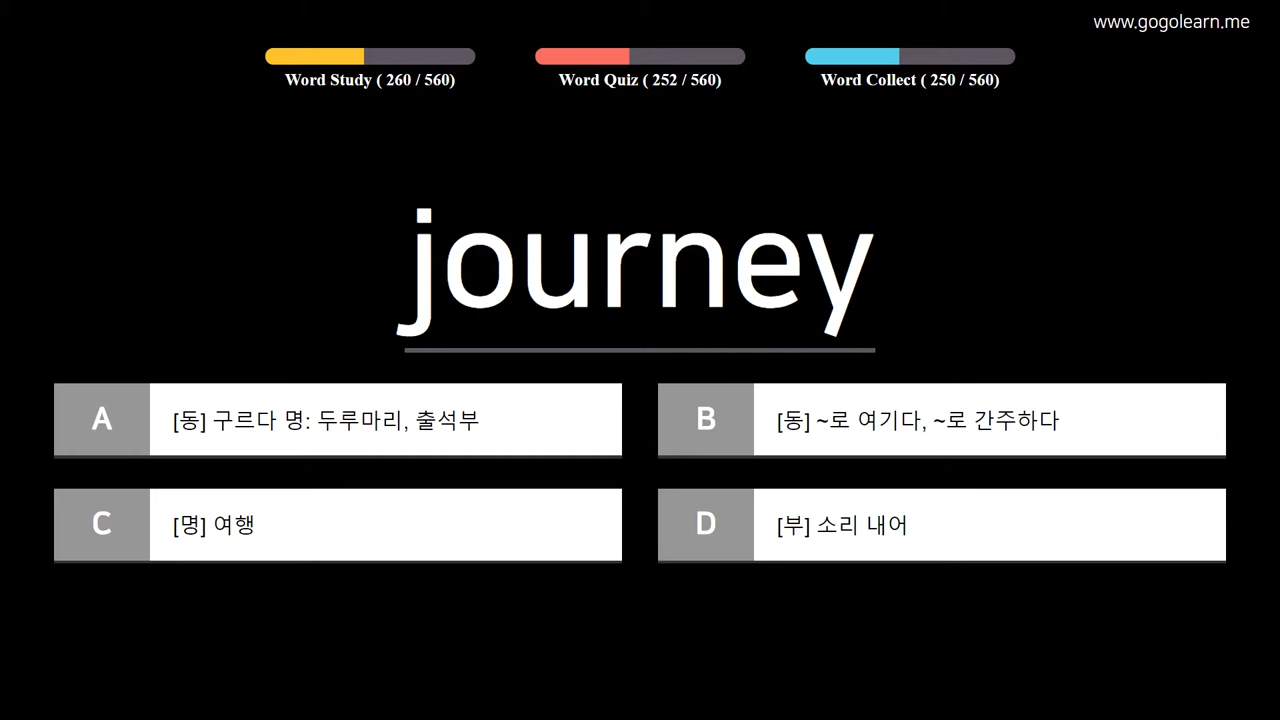 www.gogolearn.me
Word Study ( 260 / 560)
Word Quiz ( 252 / 560)
Word Collect ( 250 / 560)
journey
A [동] 구르다 명: 두루마리, 출석부
B [동] ~로 여기다, ~로 간주하다
C [명] 여행
D [부] 소리 내어